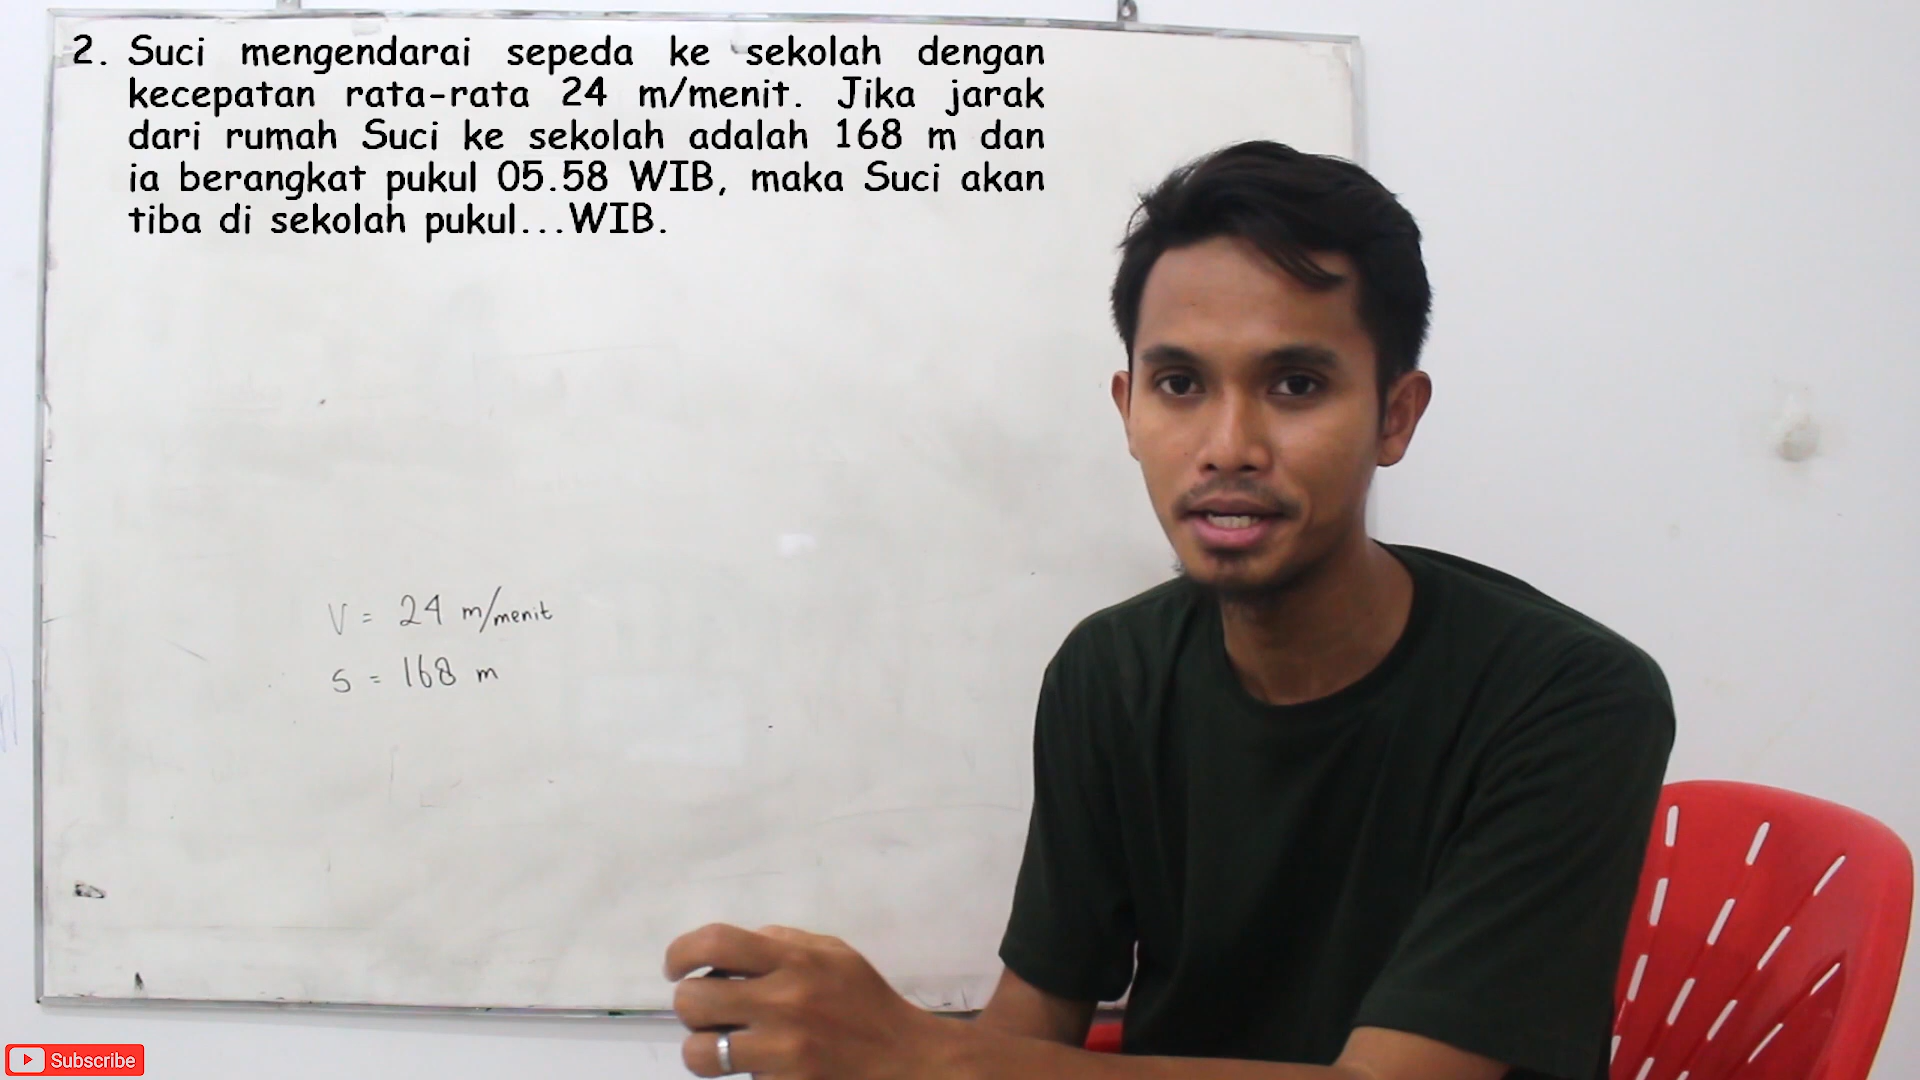 2. Suci mengendarai sepeda ke sekolah dengan
kecepatan rata-rata 24 m/menit. Jika jarak
dari rumah Suci ke sekolah adalah 168 m dan
ia berangkat pukul 05.58 WIB, maka Suci akan
tiba di sekolah pukul...WIB.
V = 24 m/menit
S = 168 m
Subscribe